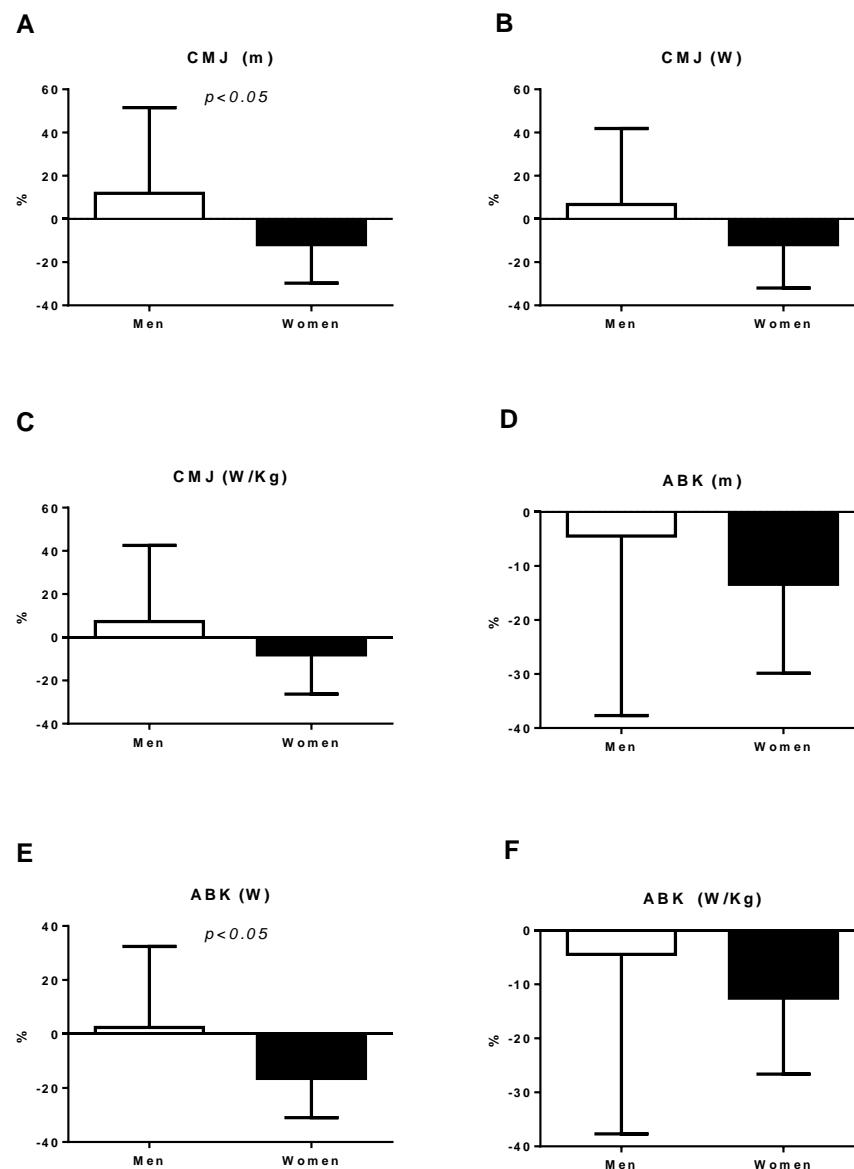 A
CMJ (m)
p<0.05
60
40
20
0
-20
-40
%
Men
Women
B
CMJ (W)
60
40
20
0
-20
-40
%
Men
Women
C
CMJ (W/Kg)
60
40
20
0
-20
-40
%
Men
Women
D
ABK (m)
0
-10
-20
-30
-40
%
Men
Women
E
ABK (W)
p<0.05
40
20
0
-20
-40
%
Men
Women
F
ABK (W/Kg)
0
-10
-20
-30
-40
%
Men
Women